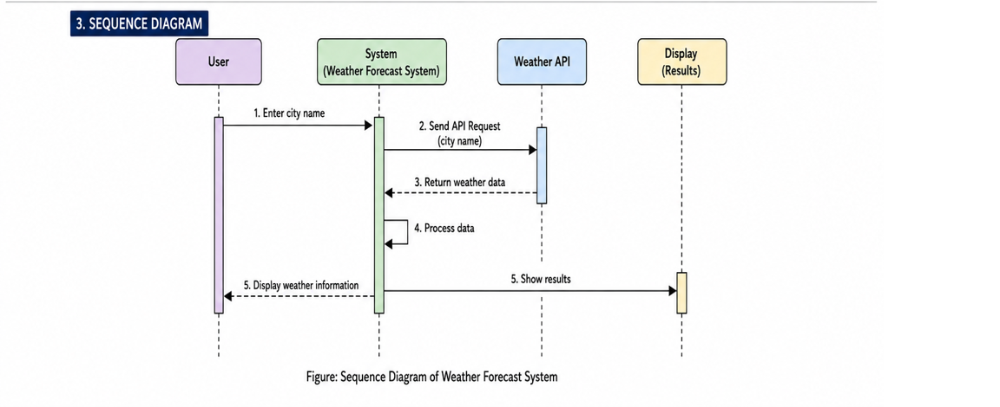 3. SEQUENCE DIAGRAM
User
System
(Weather Forecast System)
Weather API
Display
(Results)
1. Enter city name
2. Send API Request
(city name)
3. Return weather data
4. Process data
5. Display weather information
5. Show results
Figure: Sequence Diagram of Weather Forecast System